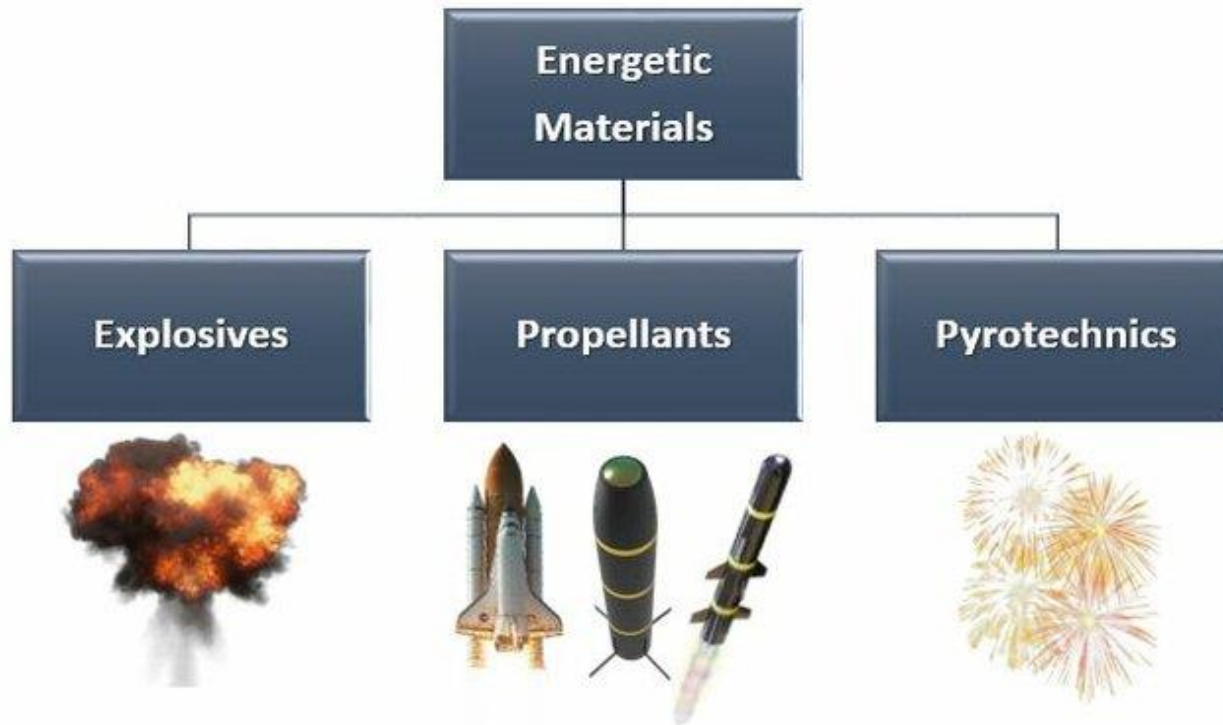 Energetic
Materials
Explosives
Propellants
Pyrotechnics